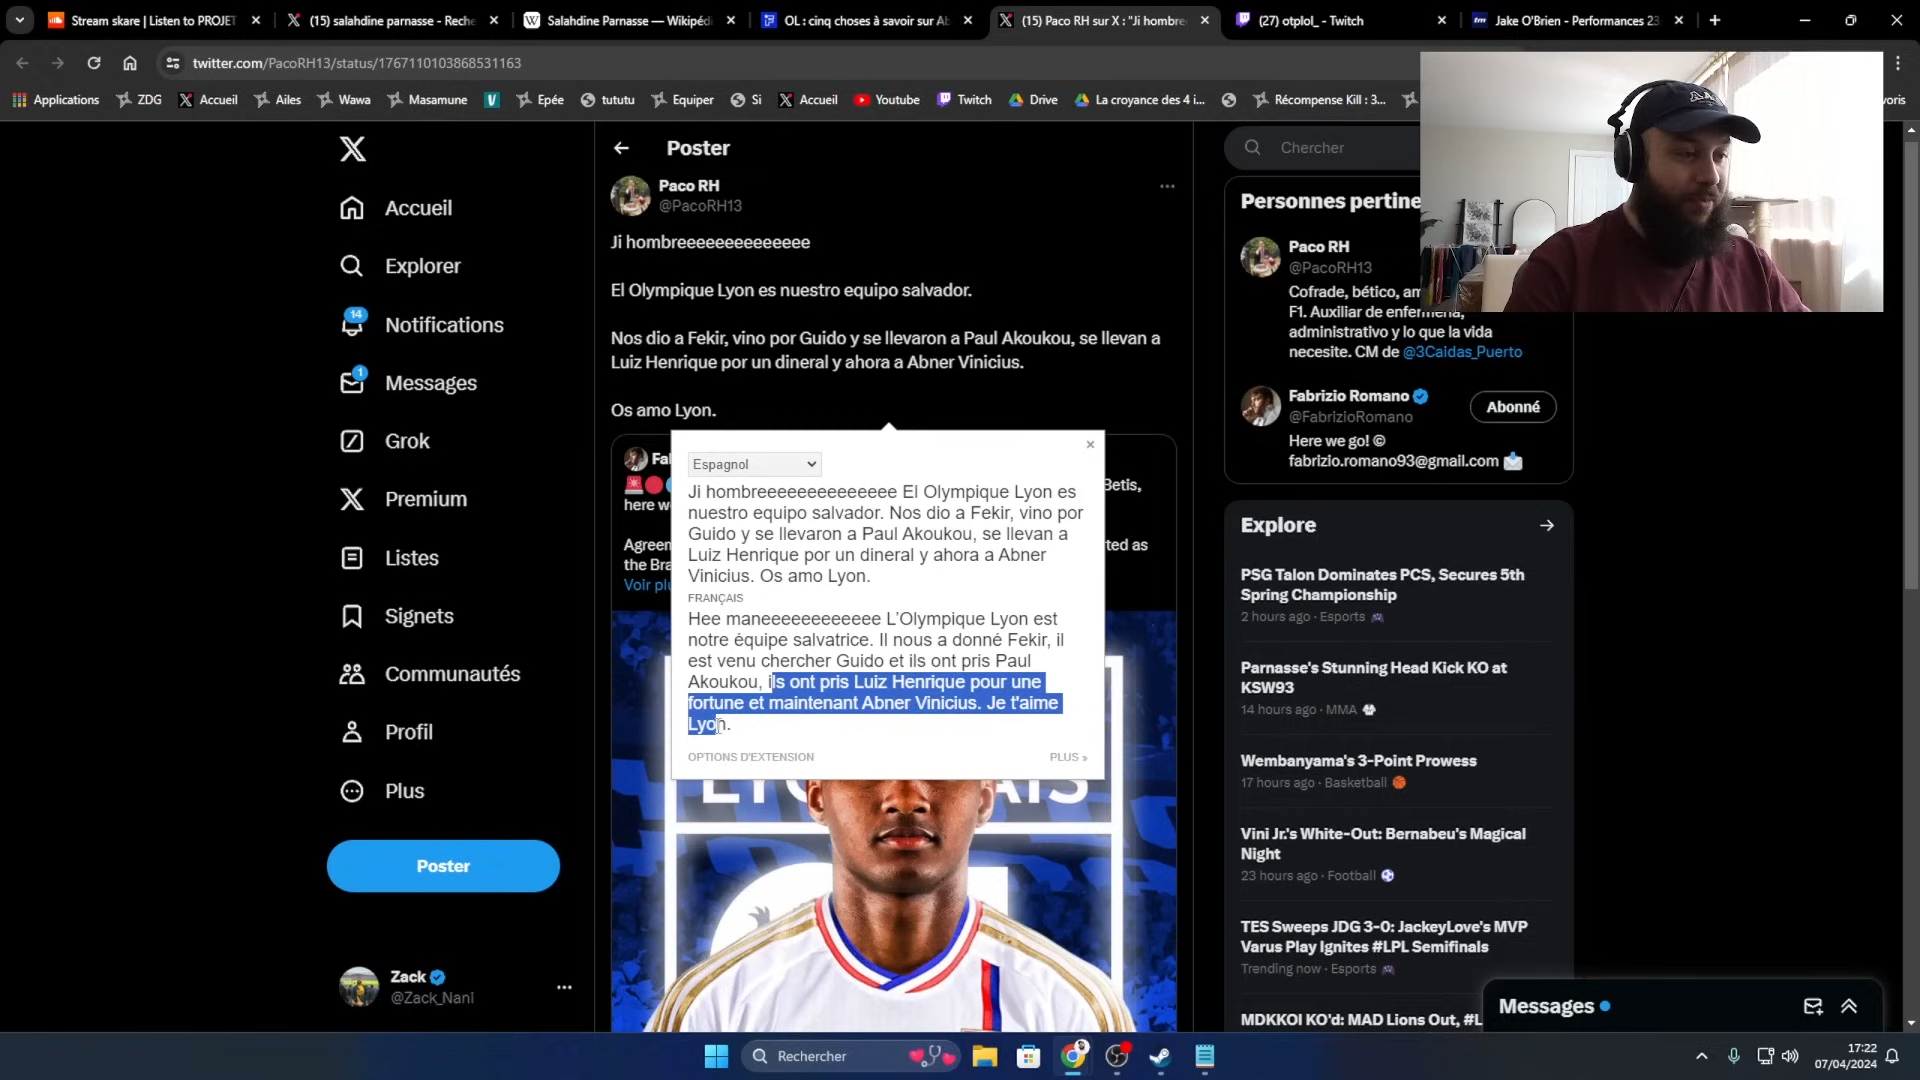 Stream skare | Listen to PROJET
(15) salahdine parnasse - Reche
Salahdine Parnasse — Wikipédi
OL : cinq choses à savoir sur Ab
(15) Paco RH sur X : "Ji hombre
(27) otplol_ - Twitch
Jake O'Brien - Performances 23
twitter.com/PacoRH13/status/1767110103868531163
Applications
ZDG
Accueil
Ailes
Wawa
Masamune
Epée
tututu
Equiper
Si
Accueil
Youtube
Twitch
Drive
La croyance des 4 i...
Récompense Kill : 3...
voris
Accueil
Explorer
14
Notifications
1
Messages
Grok
Premium
Listes
Signets
Communautés
Profil
Plus
Poster
Zack
@Zack_Nani
Poster
Paco RH
@PacoRH13
Ji hombreeeeeeeeeeeeee
El Olympique Lyon es nuestro equipo salvador.
Nos dio a Fekir, vino por Guido y se llevaron a Paul Akoukou, se llevan a
Luiz Henrique por un dineral y ahora a Abner Vinicius.
Os amo Lyon.
Fa
Betis,
here w
Agreem
ted as
the Bra
Voir plu
Espagnol
Ji hombreeeeeeeeeeeeee El Olympique Lyon es
nuestro equipo salvador. Nos dio a Fekir, vino por
Guido y se llevaron a Paul Akoukou, se llevan a
Luiz Henrique por un dineral y ahora a Abner
Vinicius. Os amo Lyon.
FRANÇAIS
Hee maneeeeeeeeeeee L'Olympique Lyon est
notre équipe salvatrice. Il nous a donné Fekir, il
est venu chercher Guido et ils ont pris Paul
Akoukou, ils ont pris Luiz Henrique pour une
fortune et maintenant Abner Vinicius. Je t'aime
Lyon.
OPTIONS D'EXTENSION
PLUS »
Chercher
Personnes pertine
Paco RH
@PacoRH13
Cofrade, bético, am
F1. Auxiliar de enfermería,
administrativo y lo que la vida
necesite. CM de @3Caidas_Puerto
Fabrizio Romano
@FabrizioRomano
Abonné
Here we go! ©
fabrizio.romano93@gmail.com
Explore
PSG Talon Dominates PCS, Secures 5th
Spring Championship
2 hours ago · Esports
Parnasse's Stunning Head Kick KO at
KSW93
14 hours ago · MMA
Wembanyama's 3-Point Prowess
17 hours ago · Basketball
Vini Jr.'s White-Out: Bernabeu's Magical
Night
23 hours ago · Football
TES Sweeps JDG 3-0: JackeyLove's MVP
Varus Play Ignites #LPL Semifinals
Trending now · Esports
MDKKOI KO'd: MAD Lions Out, #L
Messages
Rechercher
17:22
07/04/2024